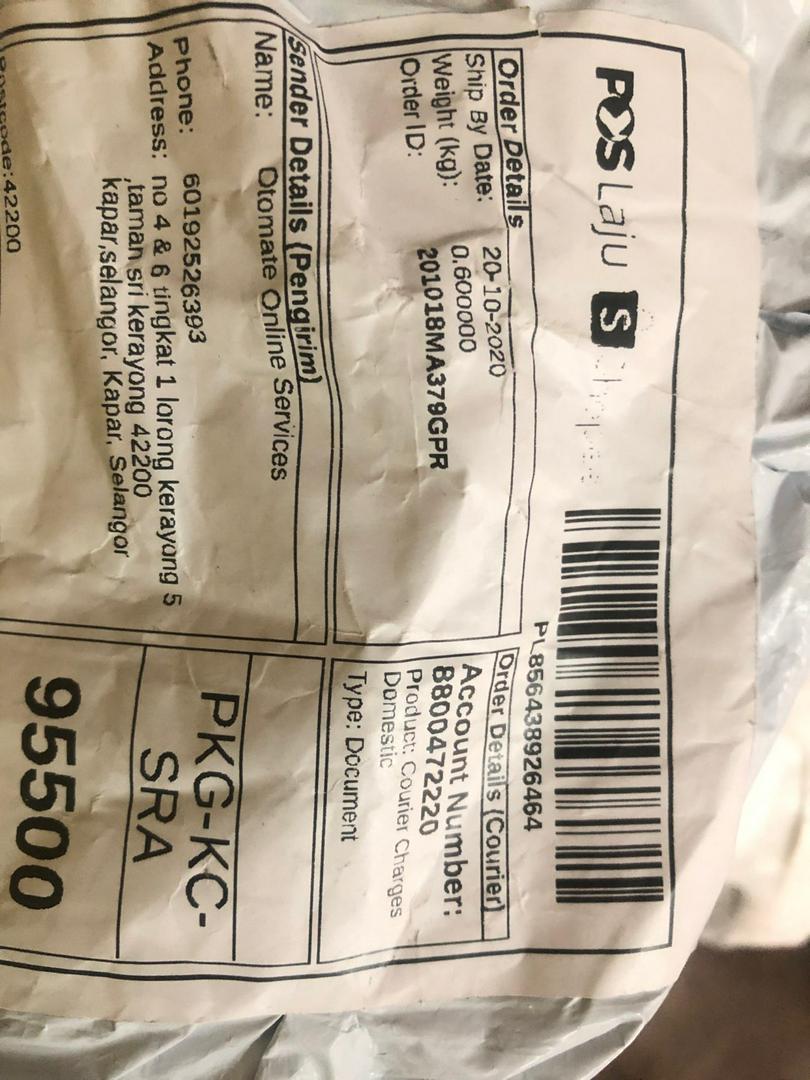 POS Laju S Shopee
PL856438926464
Order Details
Ship By Date: 20-10-2020
Weight (kg): 0.600000
Order ID: 201018MA379GPR
Order Details (Courier)
Account Number:
8800472220
Product: Courier Charges
Domestic
Type: Document
Sender Details (Pengirim)
Name: Otomate Online Services
Phone: 60192526393
Address: no 4 & 6 tingkat 1 lorong kerayong 5
,taman sri kerayong 42200
kapar,selangor, Kapar, Selangor
Postcode:42200
PKG-KC-
SRA
95500